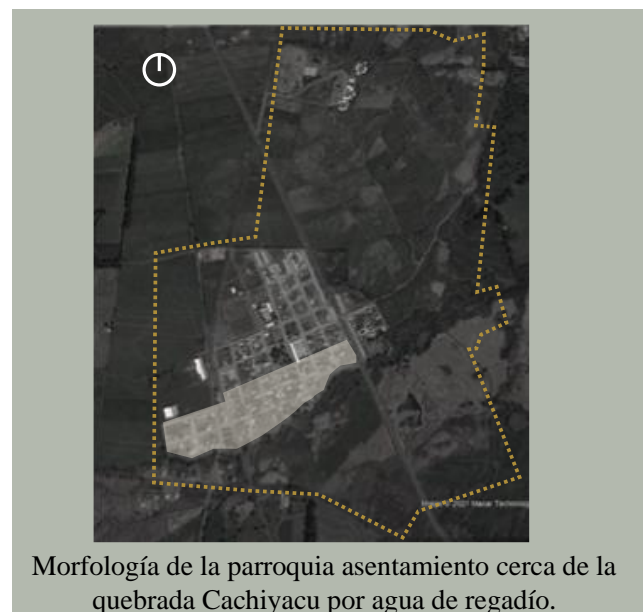 Morfología de la parroquia asentamiento cerca de la
quebrada Cachiyacu por agua de regadío.